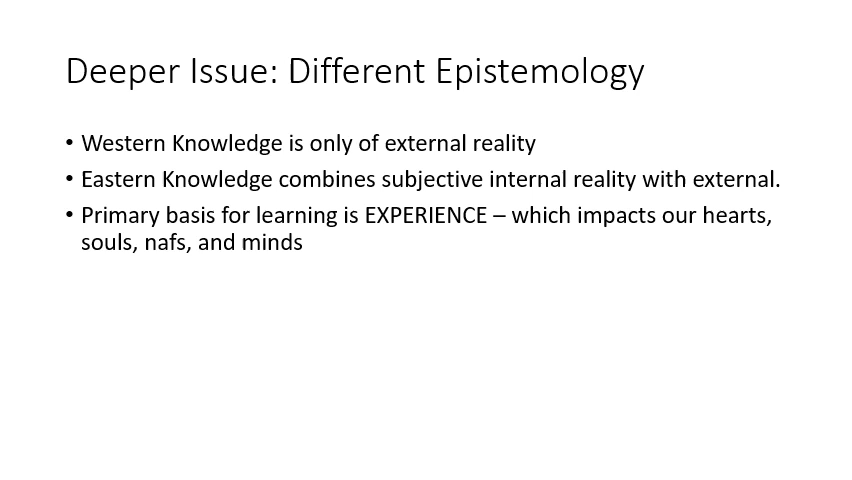 Deeper Issue: Different Epistemology
• Western Knowledge is only of external reality
• Eastern Knowledge combines subjective internal reality with external.
• Primary basis for learning is EXPERIENCE – which impacts our hearts,
souls, nafs, and minds